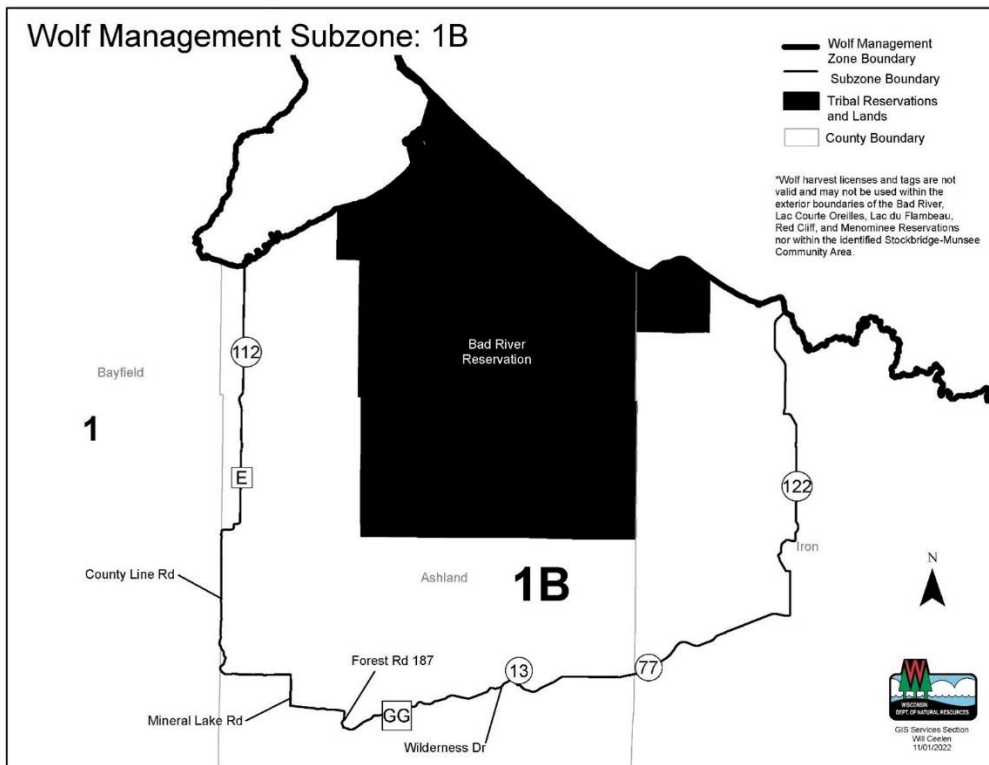 Wolf Management Subzone: 1B
Wolf Management
Zone Boundary
Subzone Boundary
Tribal Reservations
and Lands
County Boundary
*Wolf harvest licenses and tags are not
valid and may not be used within the
exterior boundaries of the Bad River,
Lac Courte Oreilles, Lac du Flambeau,
Red Cliff, and Menominee Reservations
nor within the identified Stockbridge-Munsee
Community Area.
112
Bad River
Reservation
Bayfield
1
E
122
Iron
County Line Rd
Ashland
1B
N
Forest Rd 187
13
77
Mineral Lake Rd
GG
Wilderness Dr
W
WISCONSIN
DEPT. OF NATURAL RESOURCES
GIS Services Section
Will Ceelen
11/01/2022